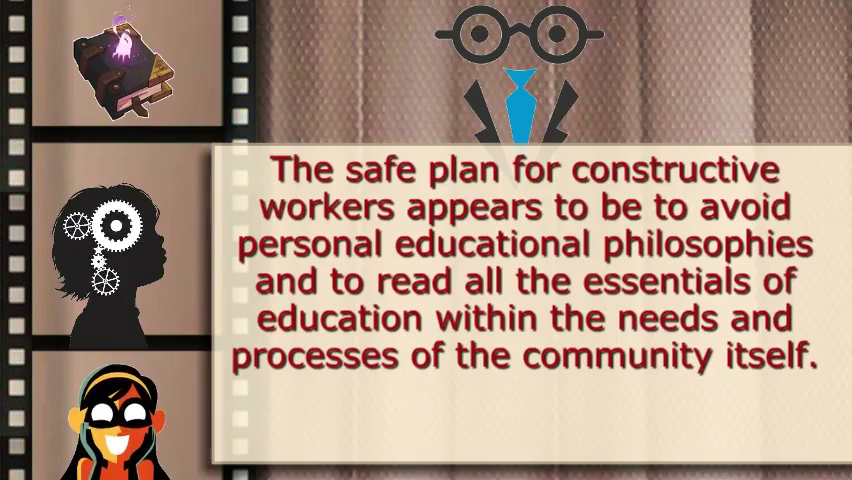 The safe plan for constructive
workers appears to be to avoid
personal educational philosophies
and to read all the essentials of
education within the needs and
processes of the community itself.